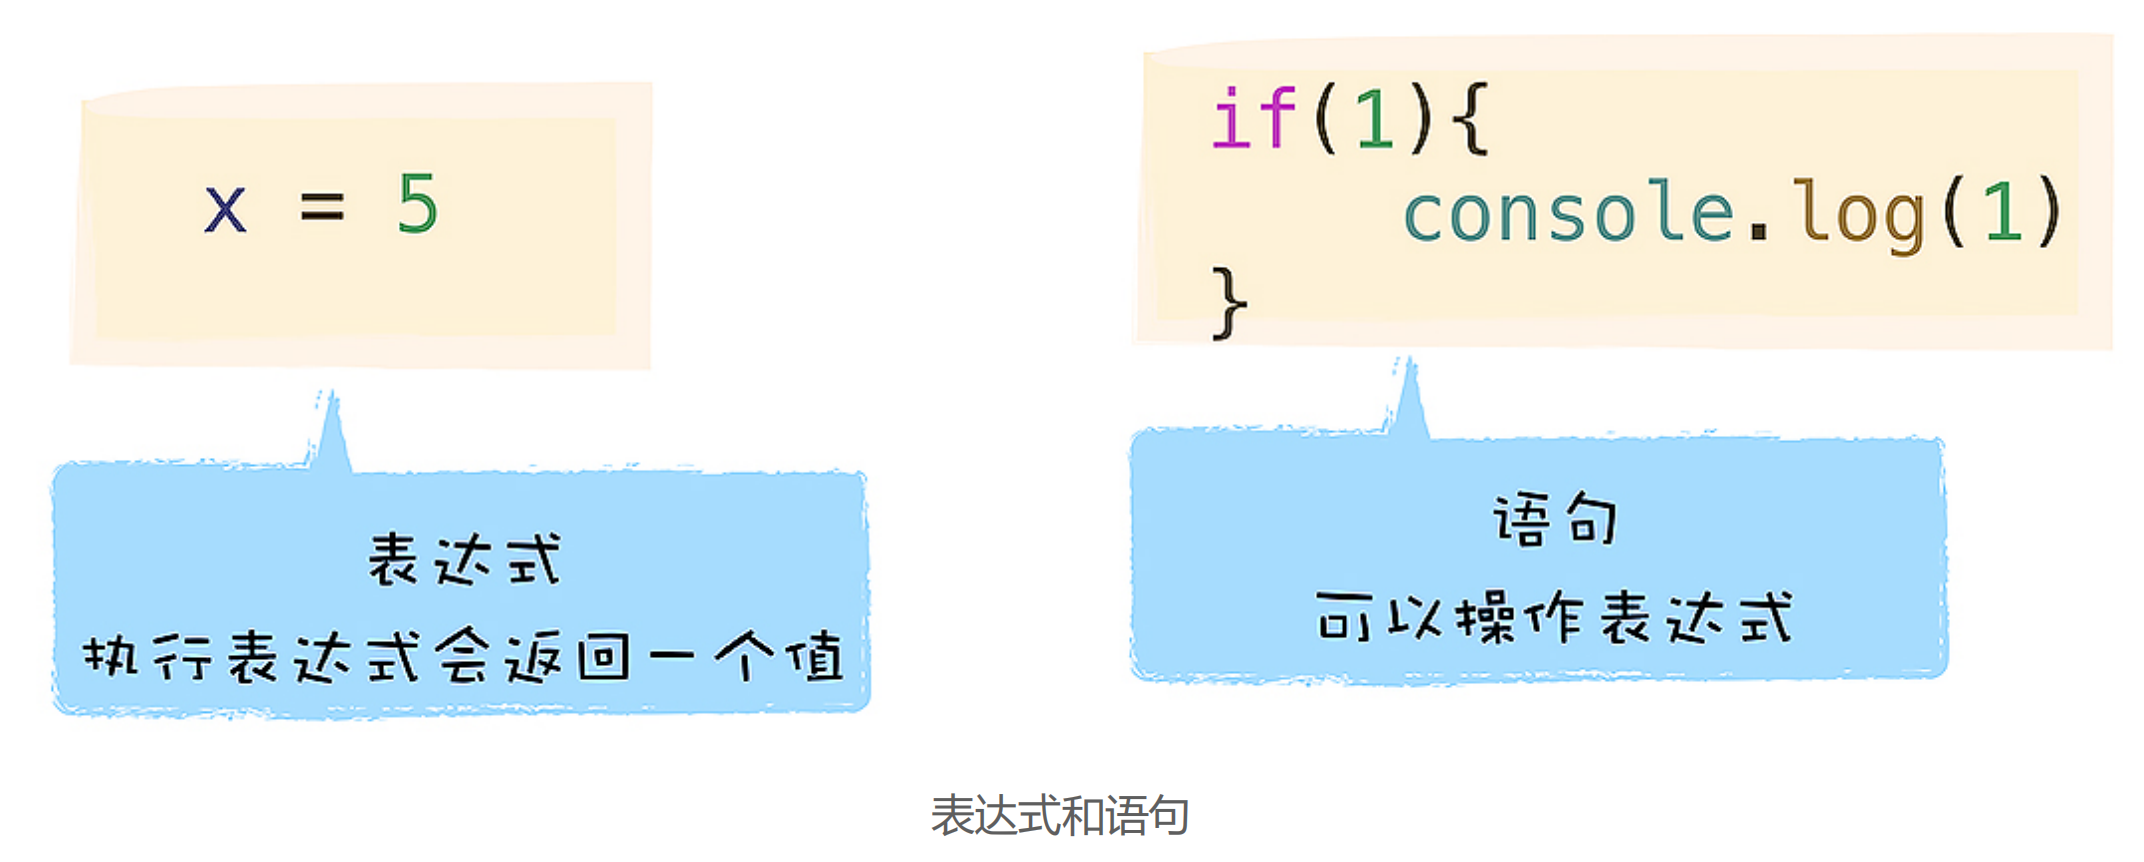 x = 5
表达式
执行表达式会返回一个值
if(1){
    console.log(1)
}
语句
可以操作表达式
表达式和语句